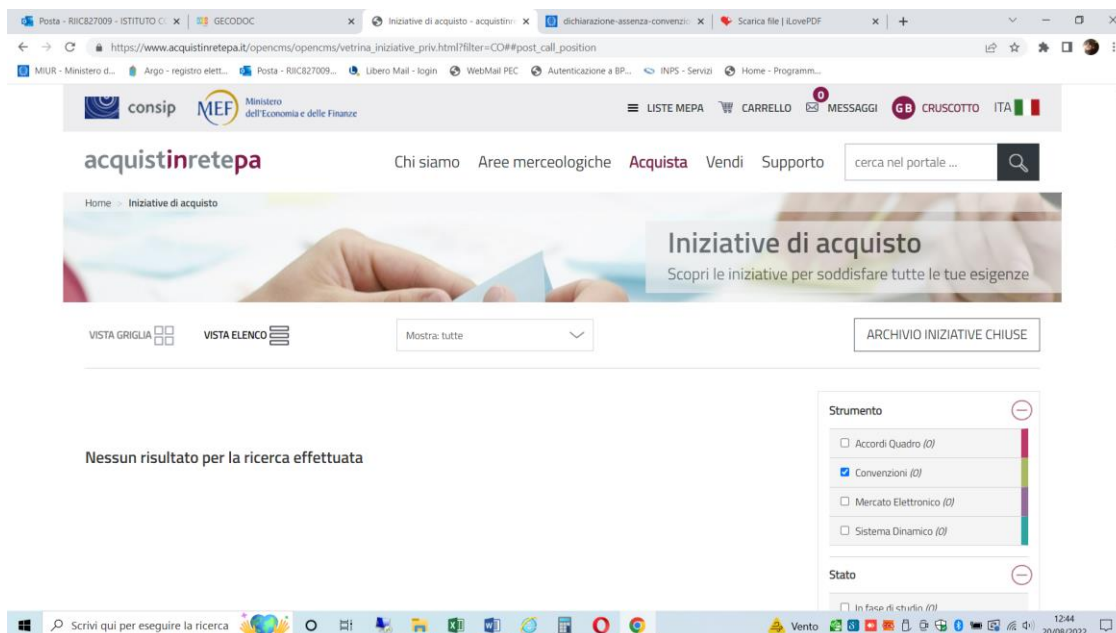 Posta - RIIC827009 - ISTITUTO C
GECODOC
Iniziative di acquisto - acquistinre
dichiarazione-assenza-convenzio
Scarica file | iLovePDF
https://www.acquistinretepa.it/opencms/opencms/vetrina_iniziative_priv.html?filter=CO##post_call_position
MIUR - Ministero d...
Argo - registro elett...
Posta - RIIC827009...
Libero Mail - login
WebMail PEC
Autenticazione a BP...
INPS - Servizi
Home - Programm...
consip
MEF
Ministero
dell'Economia e delle Finanze
LISTE MEPA
CARRELLO
0
MESSAGGI
GB
CRUSCOTTO
ITA
acquistinretepa
Chi siamo
Aree merceologiche
Acquista
Vendi
Supporto
cerca nel portale ...
Home > Iniziative di acquisto
Iniziative di acquisto
Scopri le iniziative per soddisfare tutte le tue esigenze
VISTA GRIGLIA
VISTA ELENCO
Mostra: tutte
ARCHIVIO INIZIATIVE CHIUSE
Nessun risultato per la ricerca effettuata
Strumento
Accordi Quadro (0)
Convenzioni (0)
Mercato Elettronico (0)
Sistema Dinamico (0)
Stato
In fase di studio (0)
Scrivi qui per eseguire la ricerca
Vento
12:44
20/08/2022